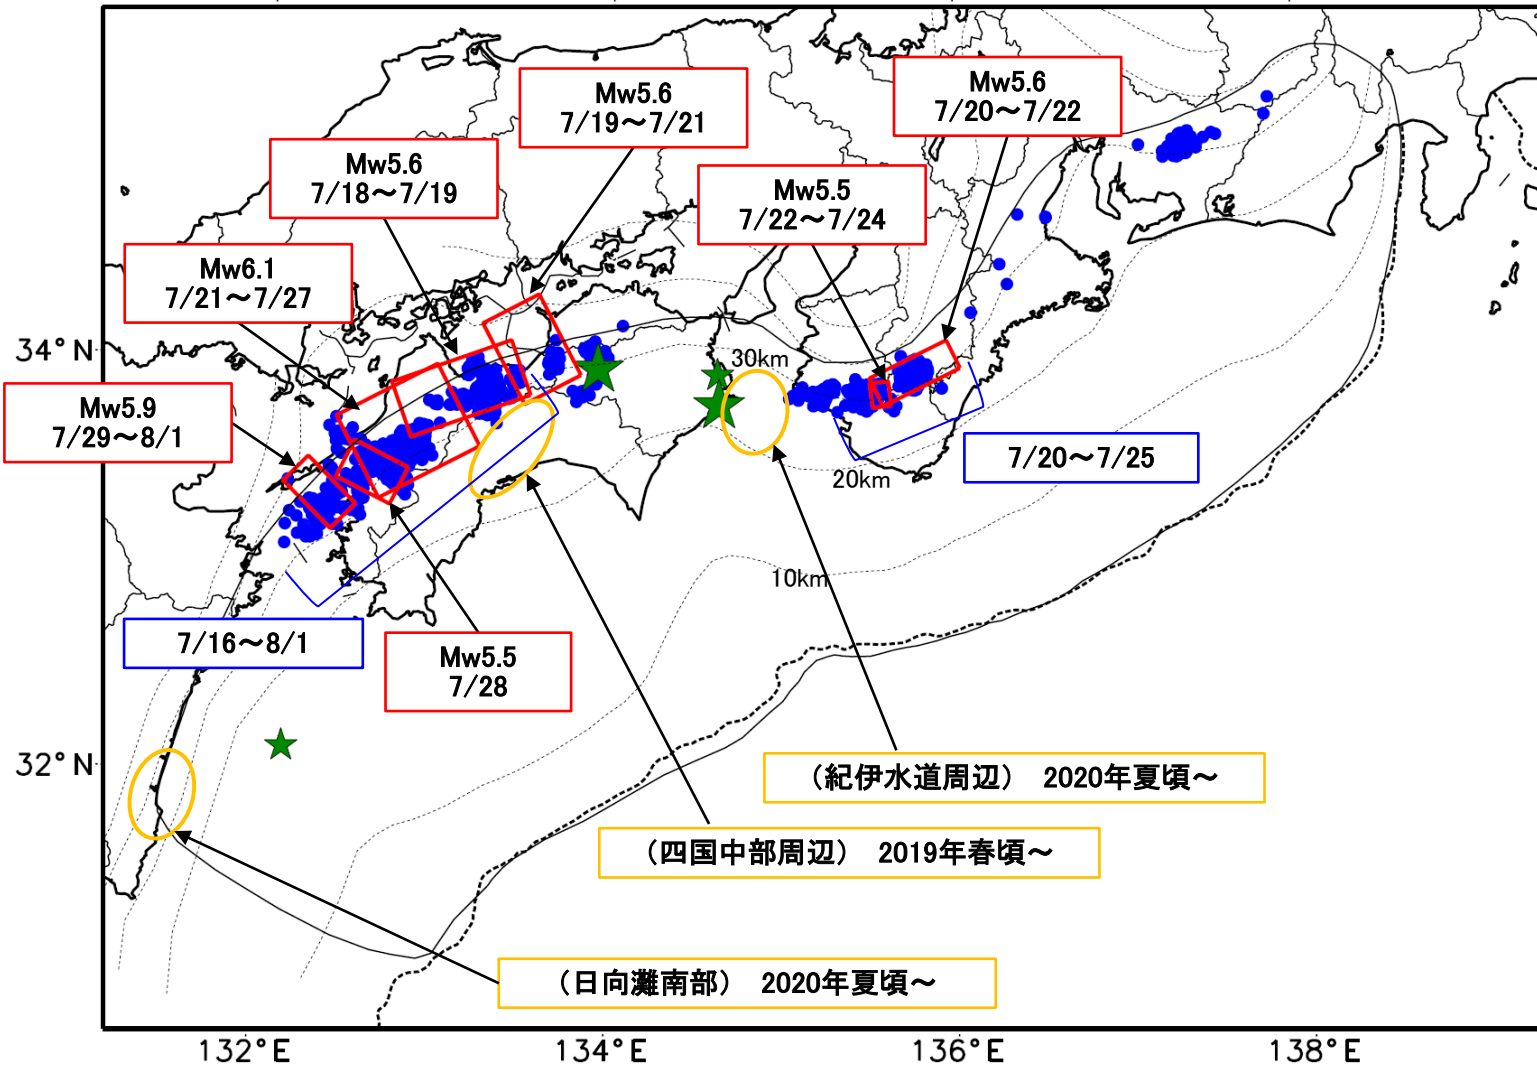 Mw5.6
7/19～7/21
Mw5.6
7/20～7/22
Mw5.6
7/18～7/19
Mw5.5
7/22～7/24
Mw6.1
7/21～7/27
34°N
30km
Mw5.9
7/29～8/1
7/20～7/25
20km
10km
7/16～8/1
Mw5.5
7/28
32°N
（紀伊水道周辺） 2020年夏頃～
（四国中部周辺） 2019年春頃～
（日向灘南部） 2020年夏頃～
132°E
134°E
136°E
138°E